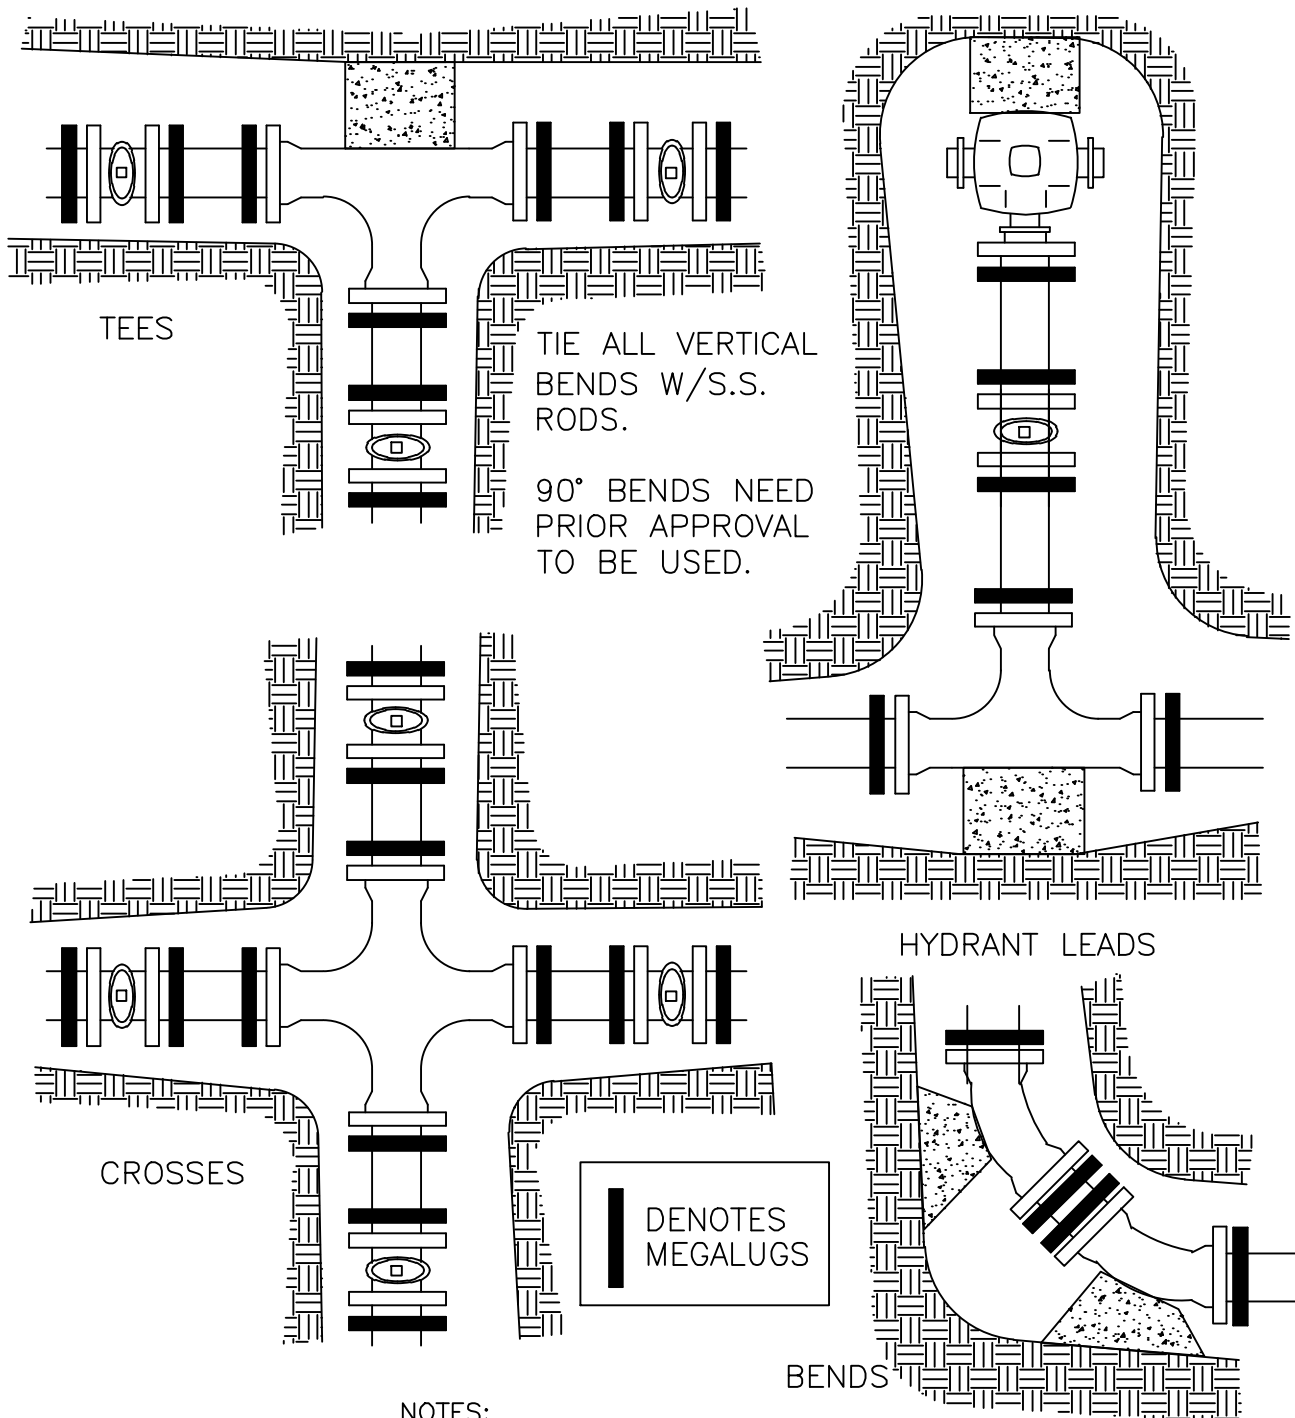 TEES
TIE ALL VERTICAL
BENDS W/S.S.
RODS.
90° BENDS NEED
PRIOR APPROVAL
TO BE USED.
HYDRANT LEADS
CROSSES
DENOTES
MEGALUGS
BENDS
NOTES: